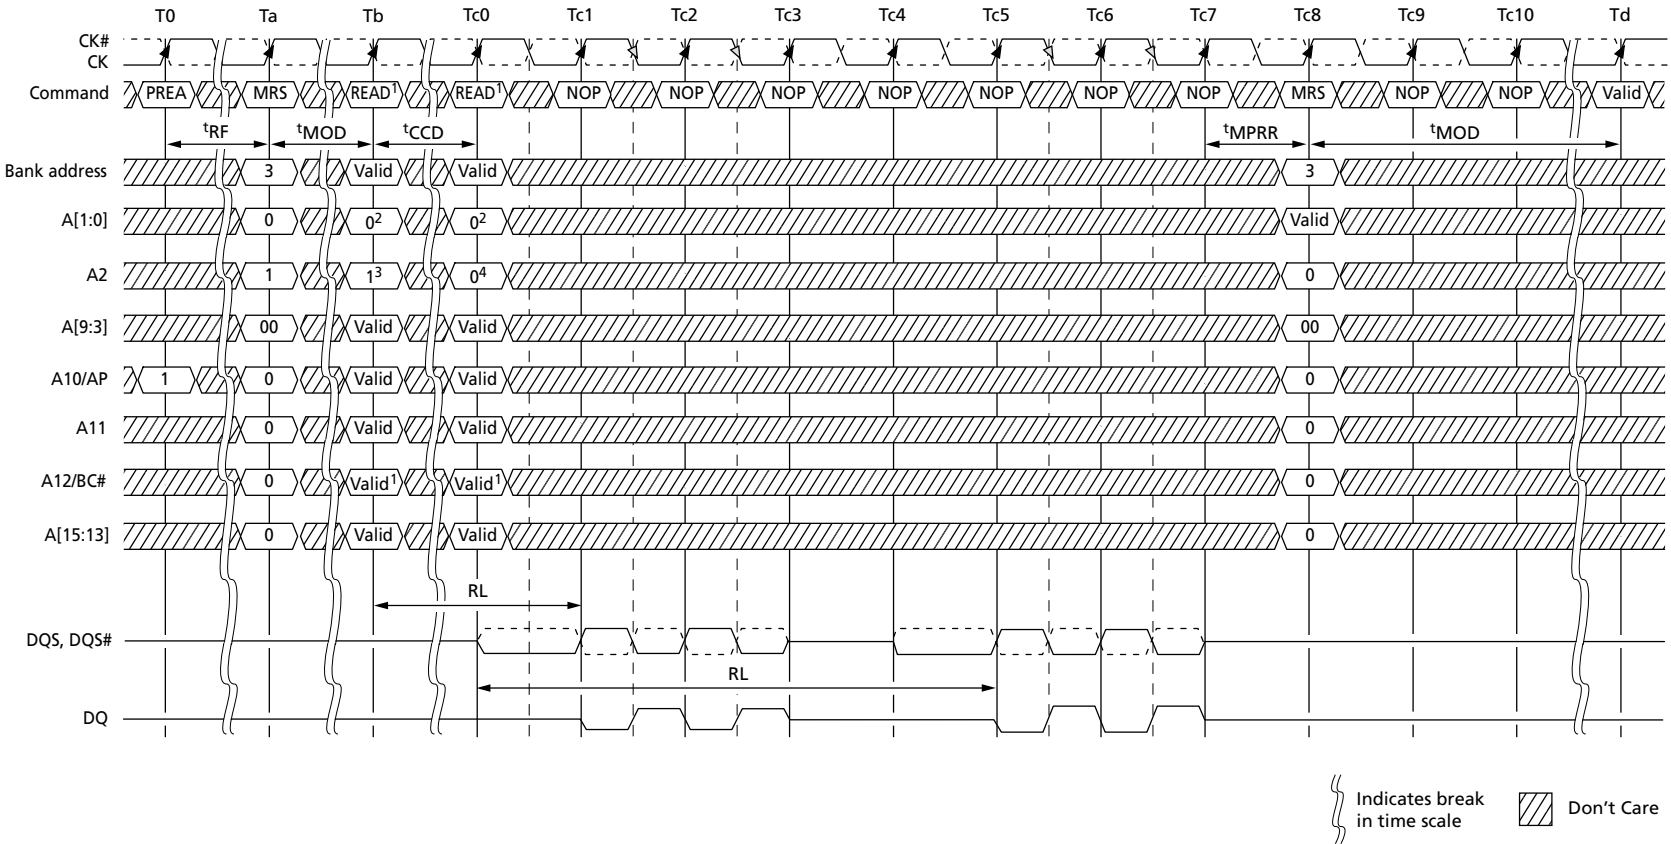 T0 Ta Tb Tc0 Tc1 Tc2 Tc3 Tc4 Tc5 Tc6 Tc7 Tc8 Tc9 Tc10 Td
CK#
CK
Command PREA MRS READ1 READ1 NOP NOP NOP NOP NOP NOP NOP MRS NOP NOP Valid
tRF tMOD tCCD tMPRR tMOD
Bank address 3 Valid Valid 3
A[1:0] 0 02 02 Valid
A2 1 13 04 0
A[9:3] 00 Valid Valid 00
A10/AP 1 0 Valid Valid 0
A11 0 Valid Valid 0
A12/BC# 0 Valid1 Valid1 0
A[15:13] 0 Valid Valid 0
RL
DQS, DQS#
RL
DQ
Indicates break
in time scale
Don't Care